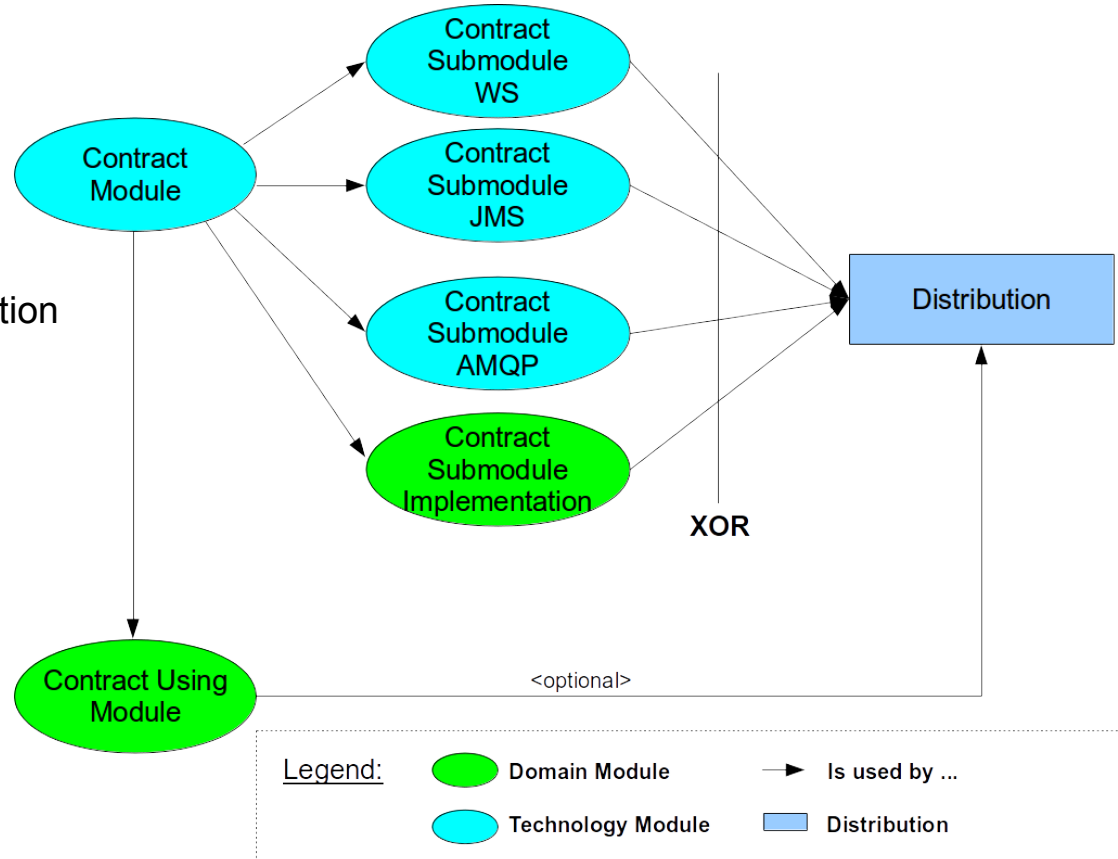 Contract
Submodule
WS
Contract
Module
Contract
Submodule
JMS
tion
Contract
Submodule
AMQP
Distribution
Contract
Submodule
Implementation
XOR
Contract Using
Module
<optional>
Legend:
Domain Module
Is used by ...
Technology Module
Distribution